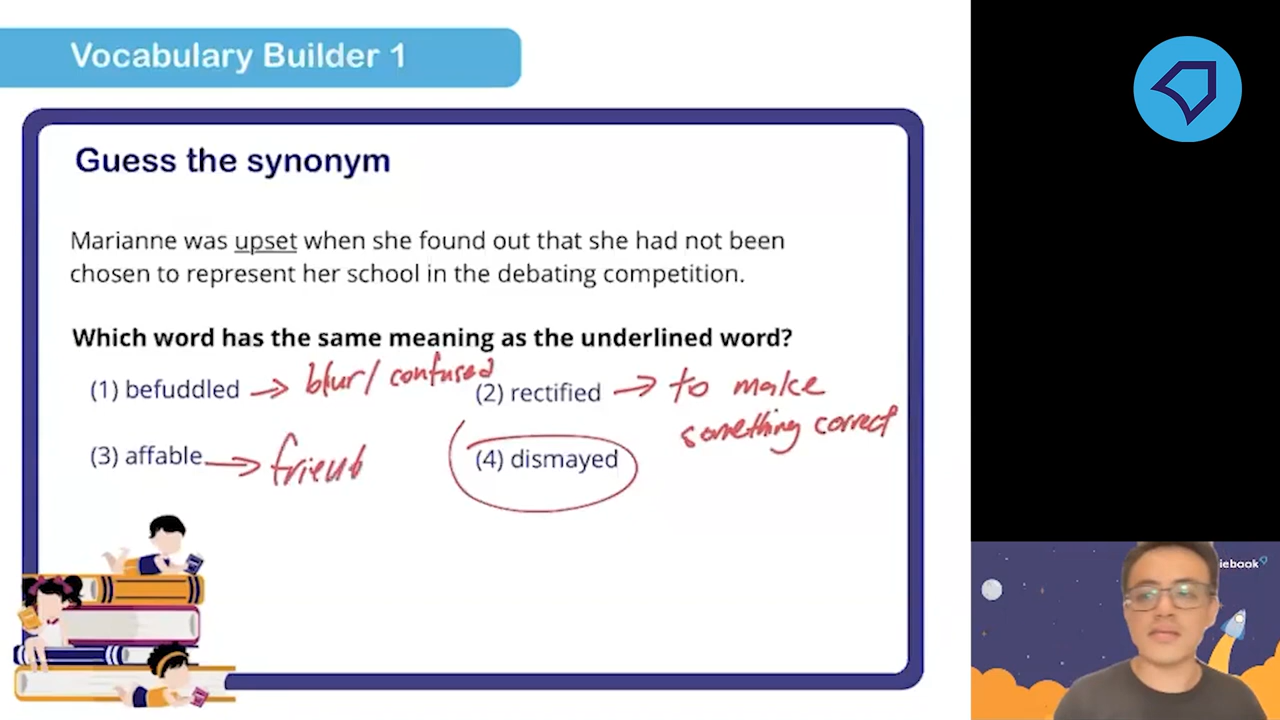 Vocabulary Builder 1
Guess the synonym
Marianne was upset when she found out that she had not been
chosen to represent her school in the debating competition.
Which word has the same meaning as the underlined word?
(1) befuddled → blur/ confused
(2) rectified → to make
something correct
(3) affable →
(4) dismayed
iebook